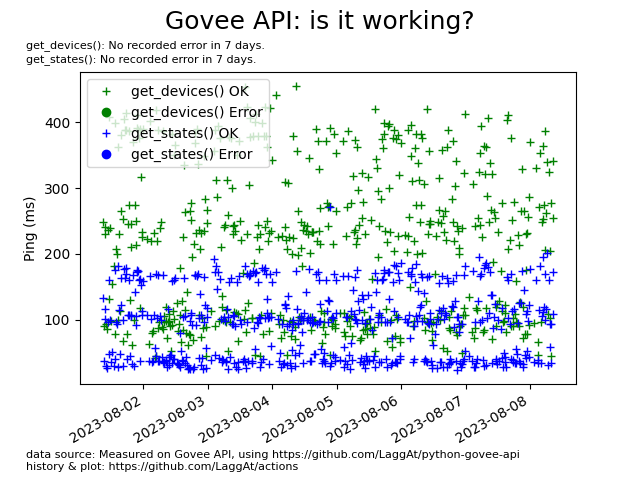 Govee API: is it working?
get_devices(): No recorded error in 7 days.
get_states(): No recorded error in 7 days.
get_devices() OK
get_devices() Error
get_states() OK
get_states() Error
400
300
200
100
Ping (ms)
2023-08-02
2023-08-03
2023-08-04
2023-08-05
2023-08-06
2023-08-07
2023-08-08
data source: Measured on Govee API, using https://github.com/LaggAt/python-govee-api
history & plot: https://github.com/LaggAt/actions